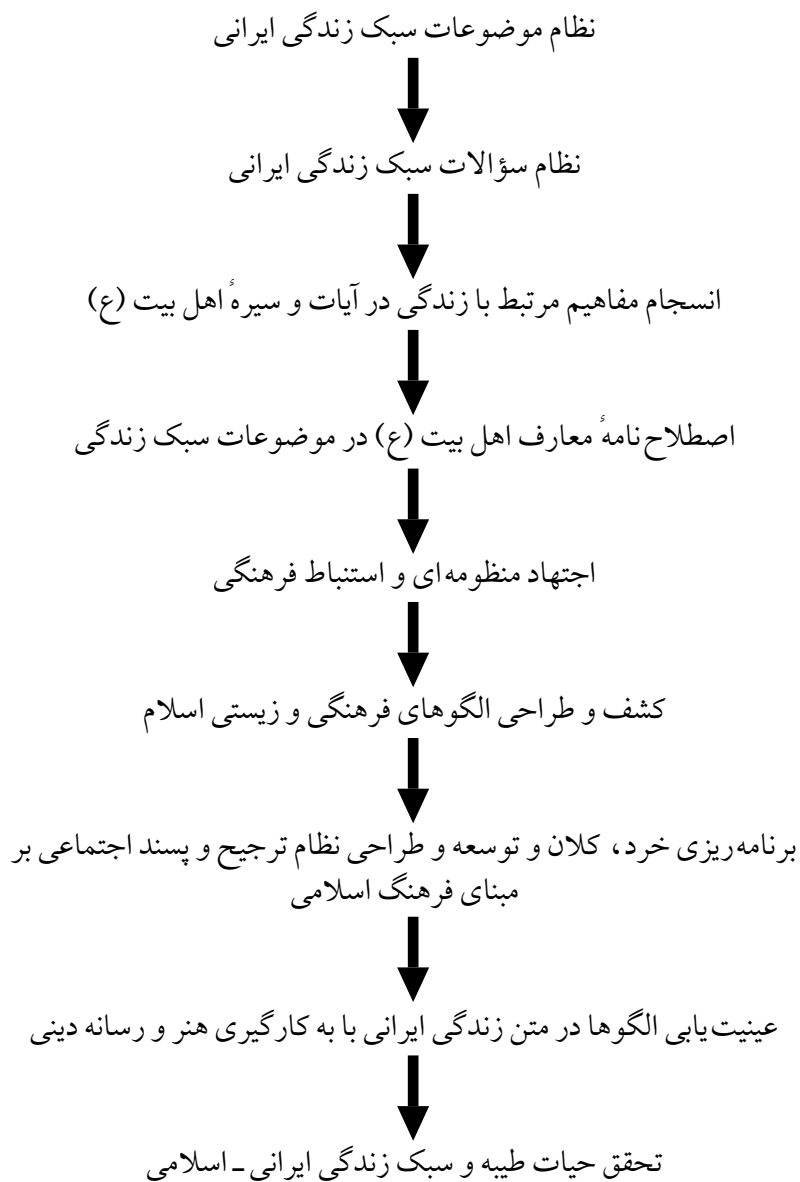 نظام موضوعات سبک زندگی ایرانی
نظام سؤالات سبک زندگی ایرانی
انسجام مفاهیم مرتبط با زندگی در آیات و سیرهٔ اهل بیت (ع)
اصطلاح‌نامهٔ معارف اهل بیت (ع) در موضوعات سبک زندگی
اجتهاد منظومه‌ای و استنباط فرهنگی
کشف و طراحی الگوهای فرهنگی و زیستی اسلام
برنامه‌ریزی خرد، کلان و توسعه و طراحی نظام ترجیح و پسند اجتماعی بر
مبنای فرهنگ اسلامی
عینیت‌یابی الگوها در متن زندگی ایرانی با به کارگیری هنر و رسانه دینی
تحقق حیات طیبه و سبک زندگی ایرانی ـ اسلامی